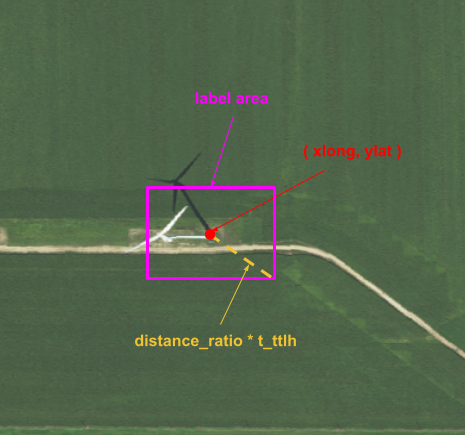 label area
( xlong, ylat )
distance_ratio * t_ttlh